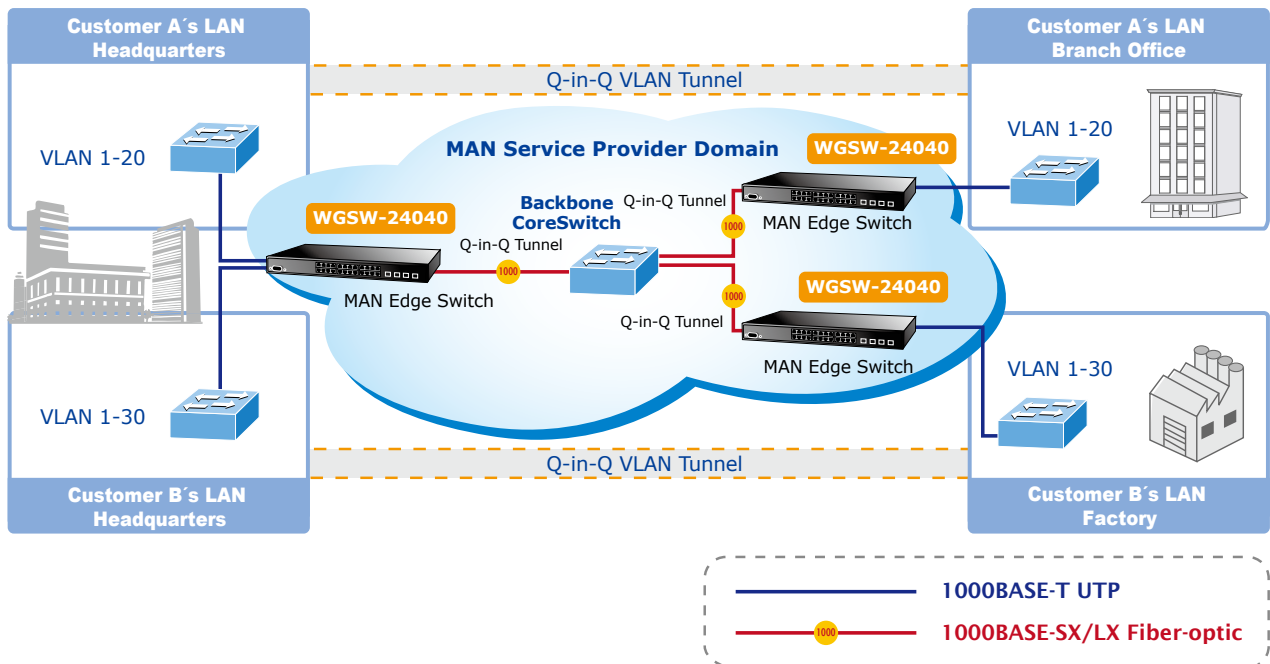 Customer A´s LAN
Headquarters
Customer A´s LAN
Branch Office
Q-in-Q VLAN Tunnel
VLAN 1-20
MAN Service Provider Domain
WGSW-24040
VLAN 1-20
Backbone
CoreSwitch
Q-in-Q Tunnel
1000
MAN Edge Switch
WGSW-24040
Q-in-Q Tunnel
1000
MAN Edge Switch
1000
WGSW-24040
Q-in-Q Tunnel
MAN Edge Switch
VLAN 1-30
VLAN 1-30
Q-in-Q VLAN Tunnel
Customer B´s LAN
Headquarters
Customer B´s LAN
Factory
1000BASE-T UTP
1000
1000BASE-SX/LX Fiber-optic